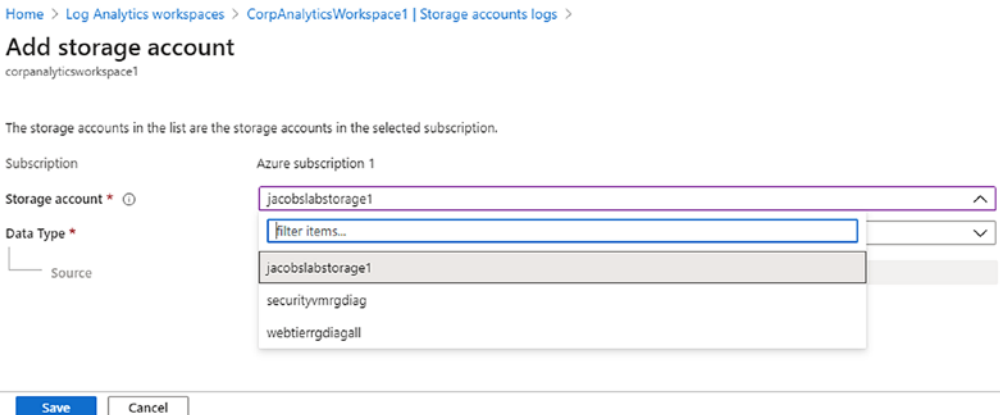 Home > Log Analytics workspaces > CorpAnalyticsWorkspace1 | Storage accounts logs >
Add storage account
corpanalyticsworkspace1
The storage accounts in the list are the storage accounts in the selected subscription.
Subscription Azure subscription 1
Storage account * jacobslabstorage1
Data Type * filter items...
Source jacobslabstorage1
securityvmrgdiag
webtierrgdiagall
Save Cancel